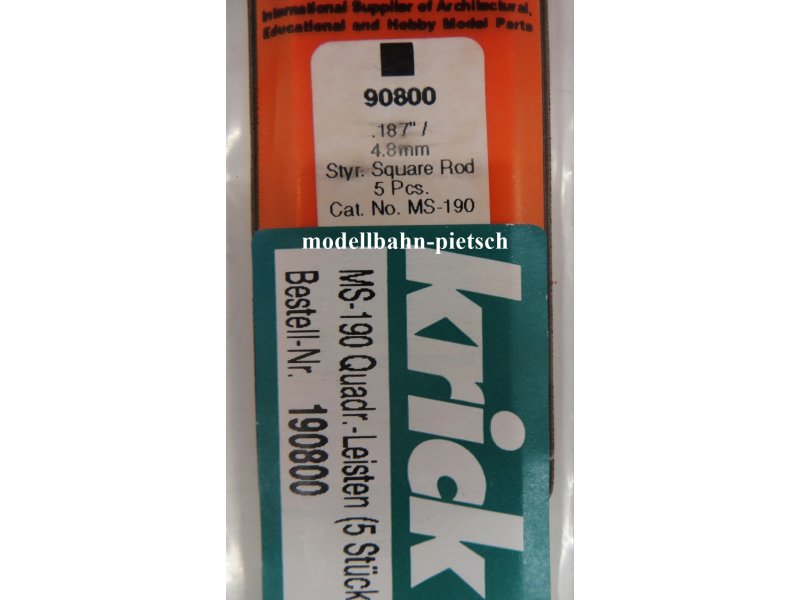 International Supplier of Architectural,
Educational and Hobby Model Parts
90800
.187" /
4.8mm
Styr. Square Rod
5 Pcs.
Cat. No. MS-190
modellbahn-pietsch
krick
MS-190 Quadr.-Leisten (5 Stück
Bestell-Nr. 190800